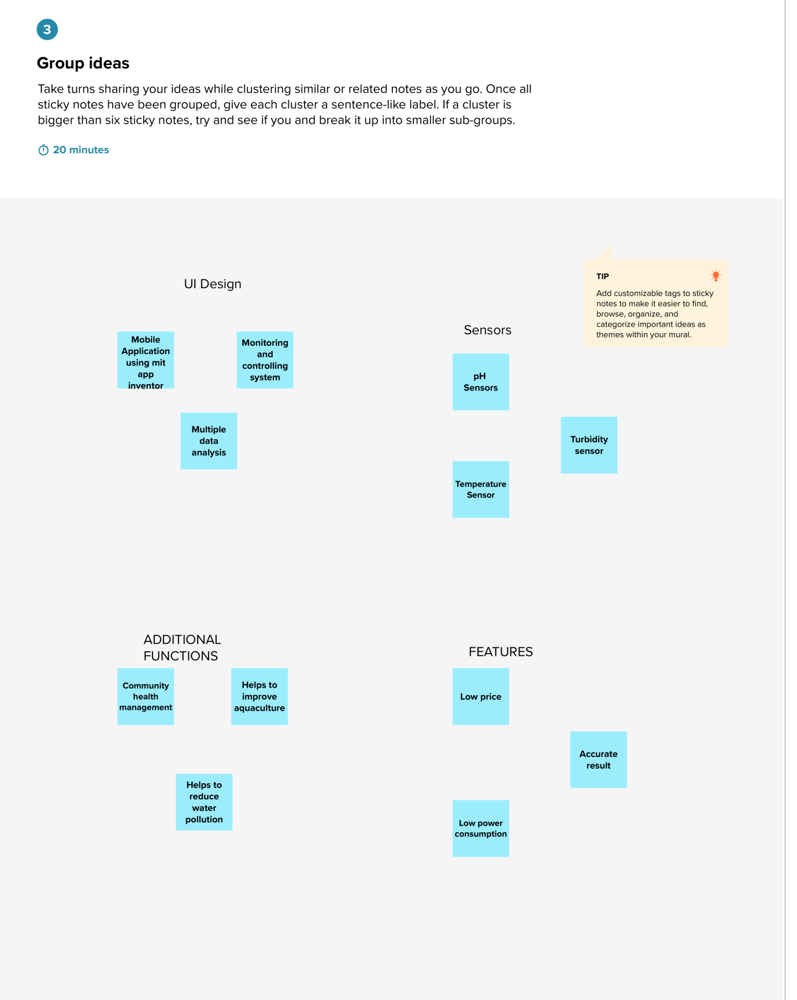 3
Group ideas
Take turns sharing your ideas while clustering similar or related notes as you go. Once all
sticky notes have been grouped, give each cluster a sentence-like label. If a cluster is
bigger than six sticky notes, try and see if you and break it up into smaller sub-groups.
20 minutes
TIP
Add customizable tags to sticky
notes to make it easier to find,
browse, organize, and
categorize important ideas as
themes within your mural.
UI Design
Mobile
Application
using mit
app
inventor
Monitoring
and
controlling
system
Multiple
data
analysis
Sensors
pH
Sensors
Turbidity
sensor
Temperature
Sensor
ADDITIONAL
FUNCTIONS
Community
health
management
Helps to
improve
aquaculture
Helps to
reduce
water
pollution
FEATURES
Low price
Accurate
result
Low power
consumption